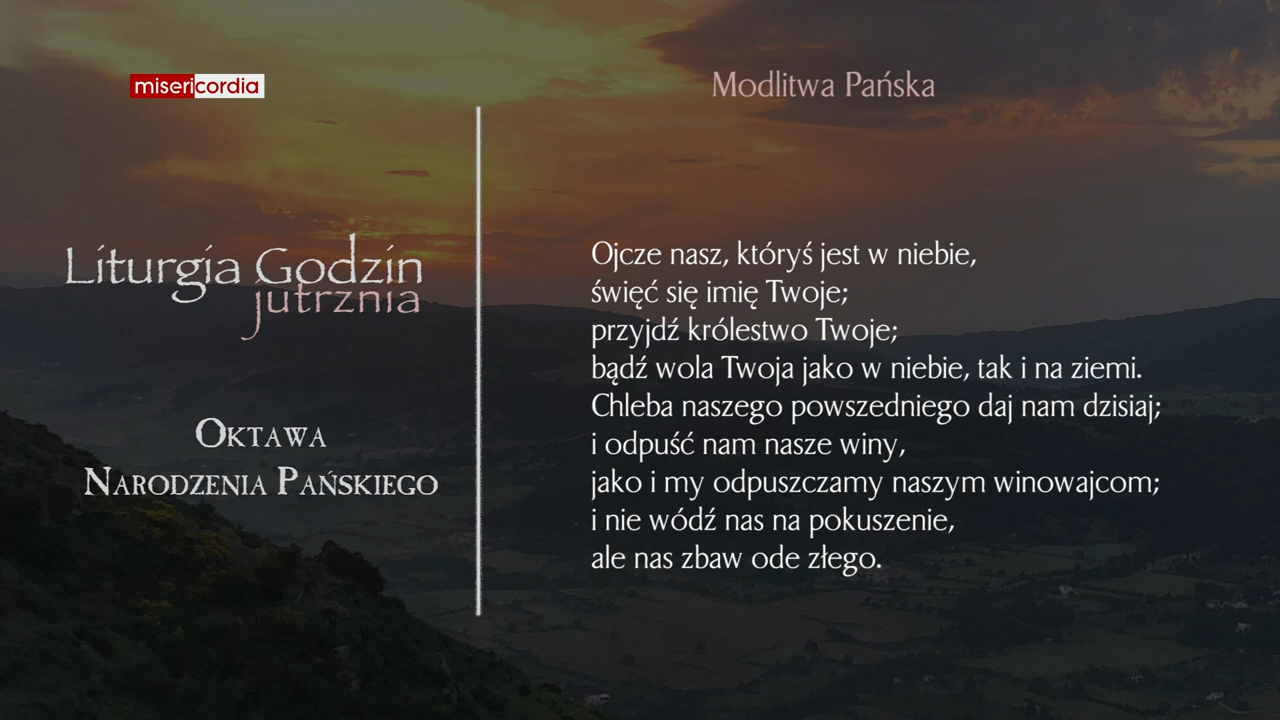 misericordia
Liturgia Godzin
jutrznia
Oktawa
Narodzenia Pańskiego
Modlitwa Pańska
Ojcze nasz, któryś jest w niebie,
święć się imię Twoje;
przyjdź królestwo Twoje;
bądź wola Twoja jako w niebie, tak i na ziemi.
Chleba naszego powszedniego daj nam dzisiaj;
i odpuść nam nasze winy,
jako i my odpuszczamy naszym winowajcom;
i nie wódź nas na pokuszenie,
ale nas zbaw ode złego.